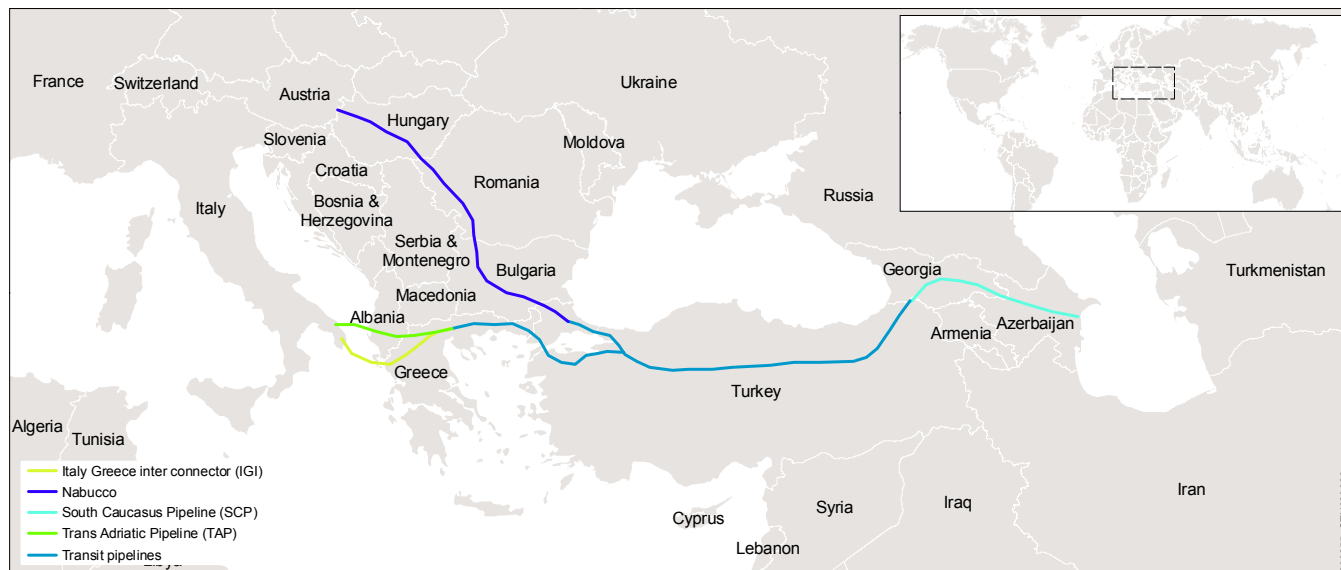 France
Switzerland
Austria
Ukraine
Hungary
Slovenia
Moldova
Croatia
Romania
Bosnia &
Herzegovina
Italy
Russia
Serbia &
Montenegro
Bulgaria
Georgia
Turkmenistan
Macedonia
Albania
Armenia
Azerbaijan
Greece
Turkey
Algeria
Tunisia
Italy Greece inter connector (IGI)
Nabucco
South Caucasus Pipeline (SCP)
Trans Adriatic Pipeline (TAP)
Transit pipelines
Cyprus
Syria
Iraq
Iran
Lebanon